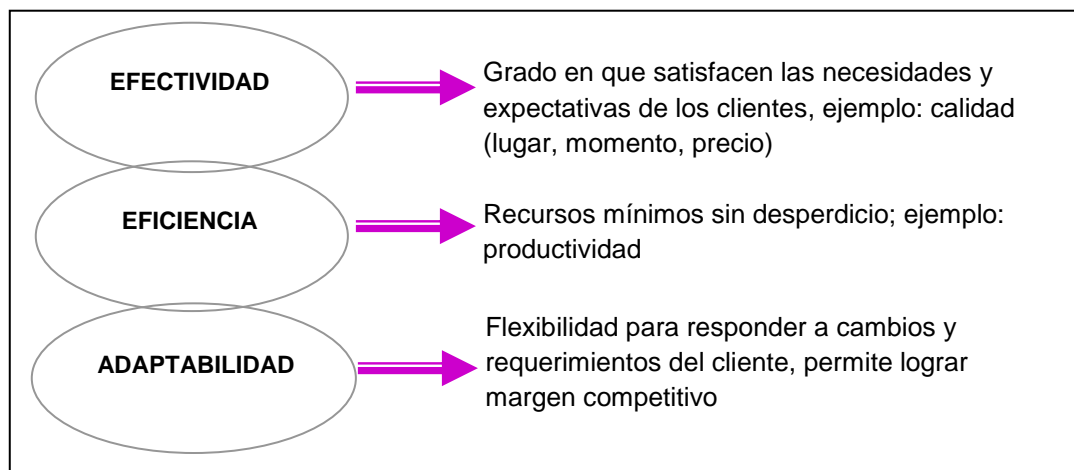 EFECTIVIDAD
Grado en que satisfacen las necesidades y
expectativas de los clientes, ejemplo: calidad
(lugar, momento, precio)
EFICIENCIA
Recursos mínimos sin desperdicio; ejemplo:
productividad
ADAPTABILIDAD
Flexibilidad para responder a cambios y
requerimientos del cliente, permite lograr
margen competitivo